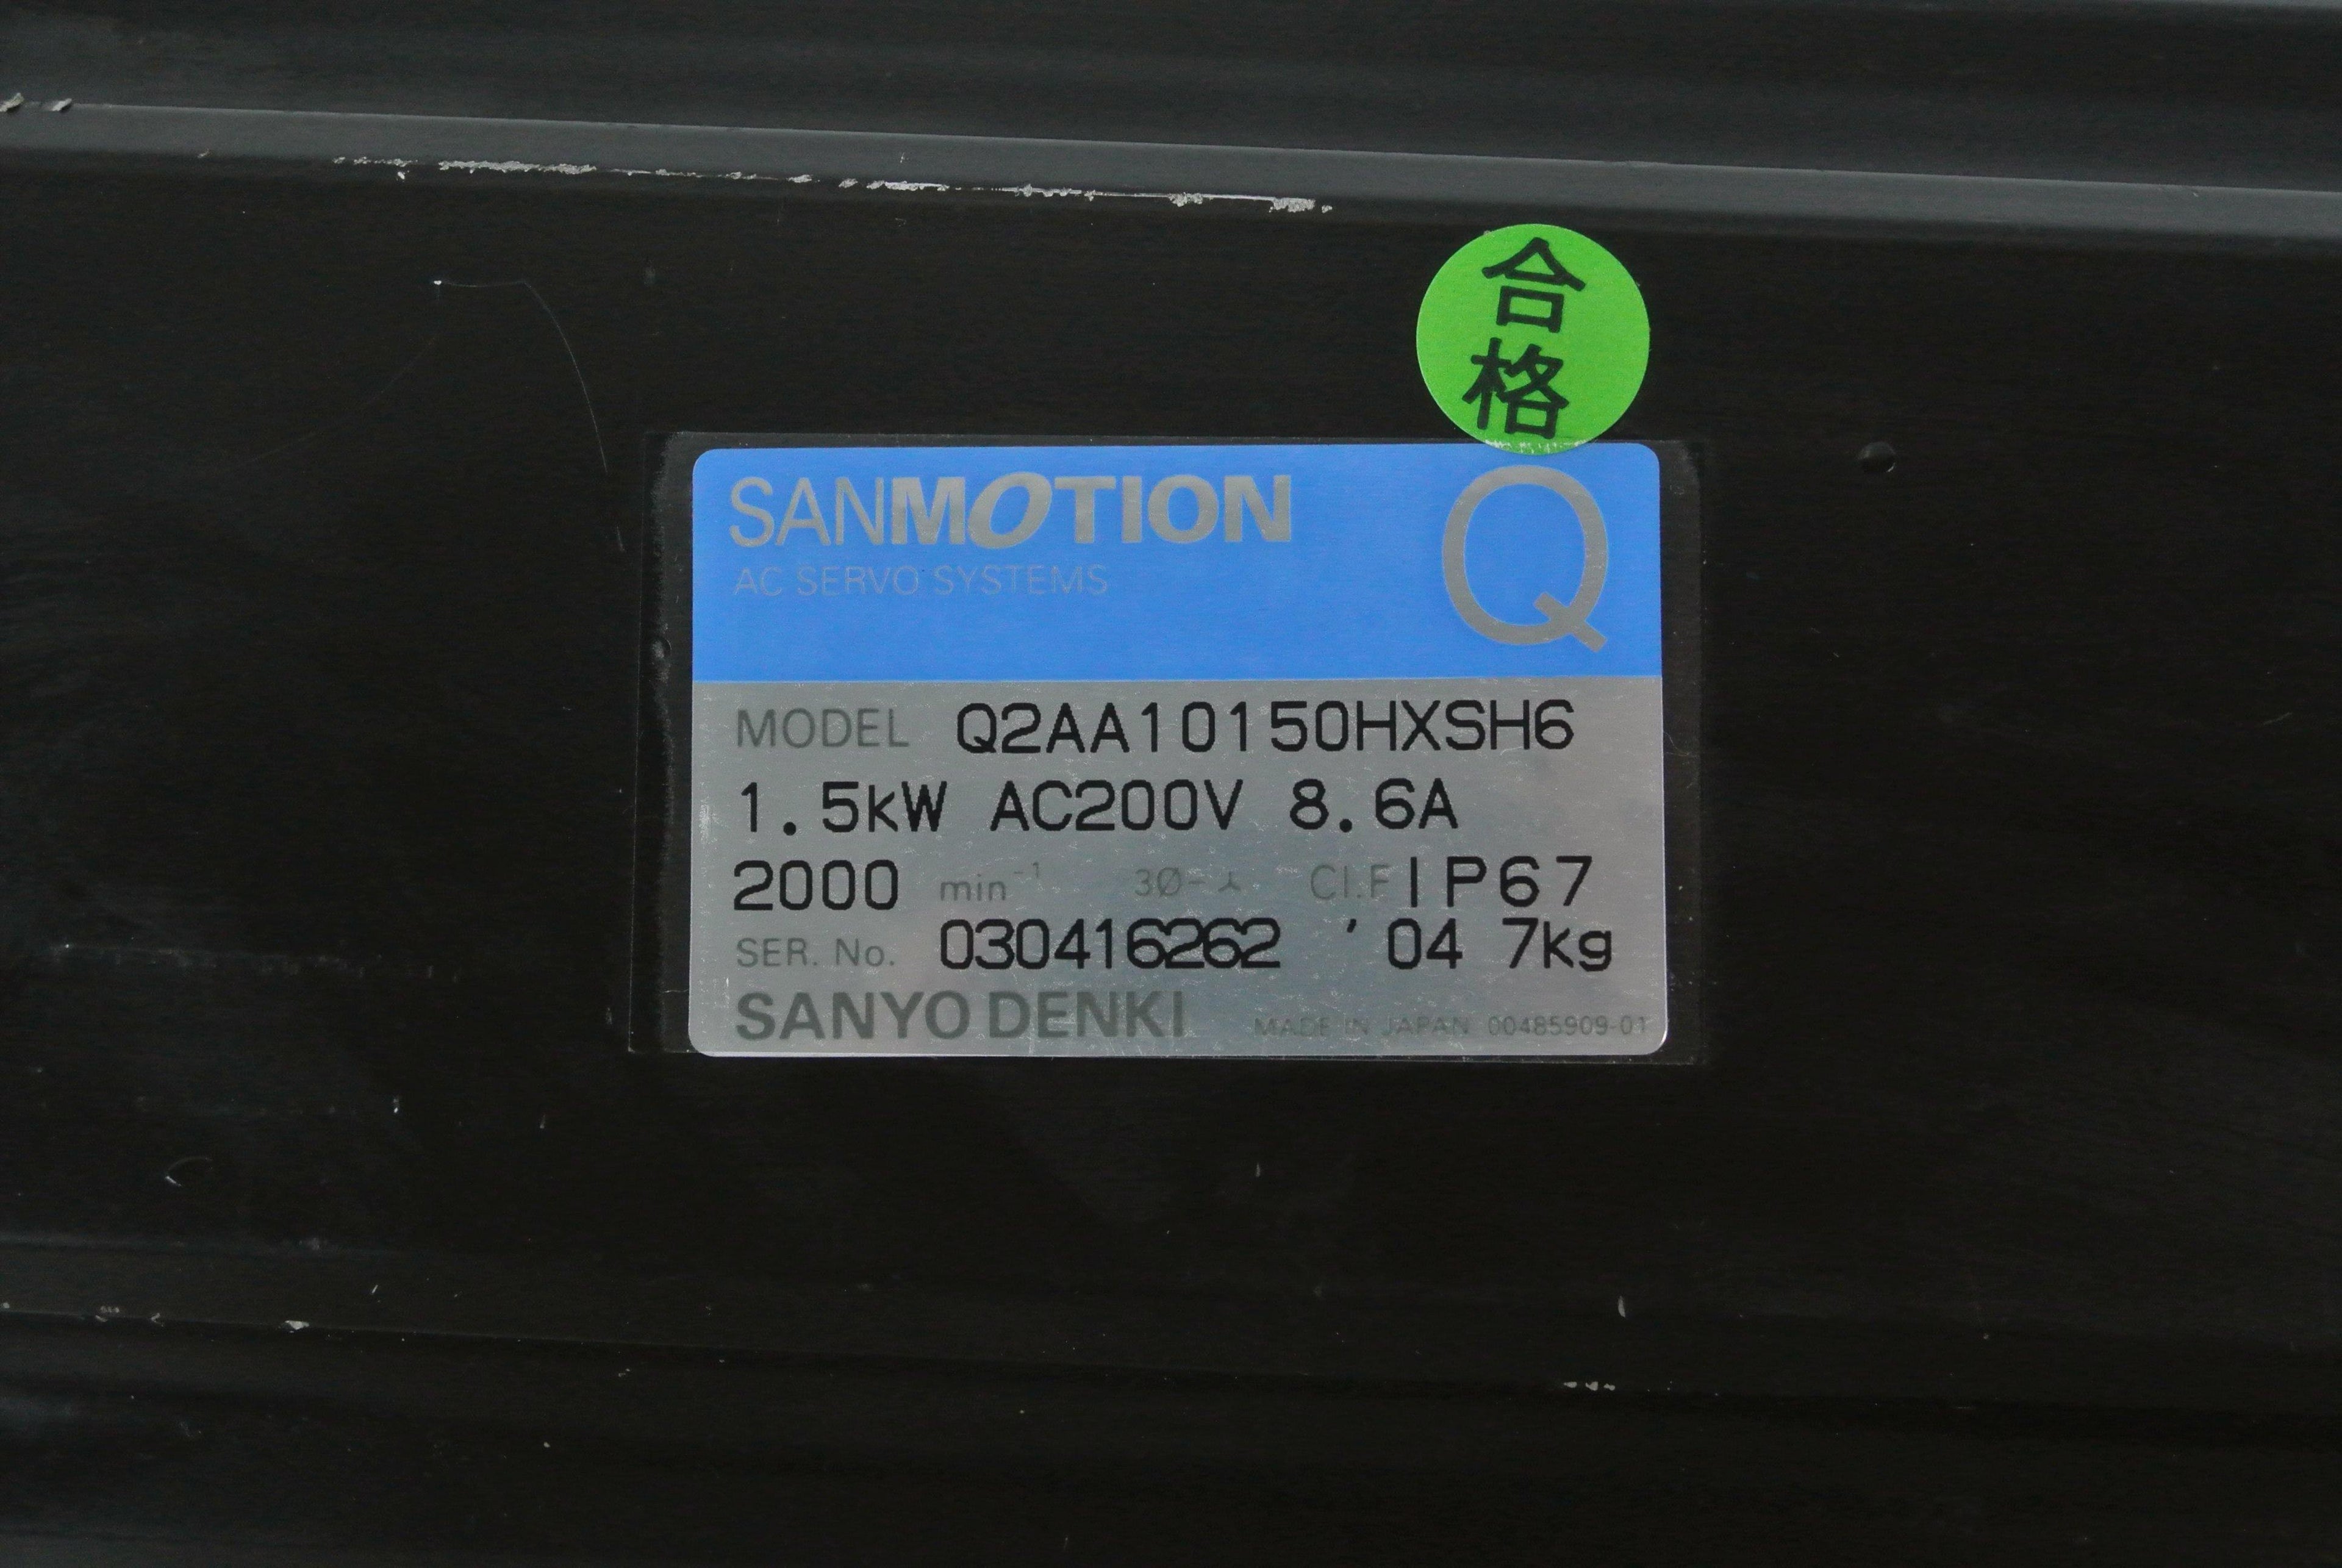 合
格
SANMOTION Q
AC SERVO SYSTEMS
MODEL Q2AA10150HXSH6
1.5kW AC200V 8.6A
2000 min⁻¹ 3Ø-⅄ CI.F IP67
SER. No. 030416262 '04 7kg
SANYO DENKI MADE IN JAPAN 00485909-01